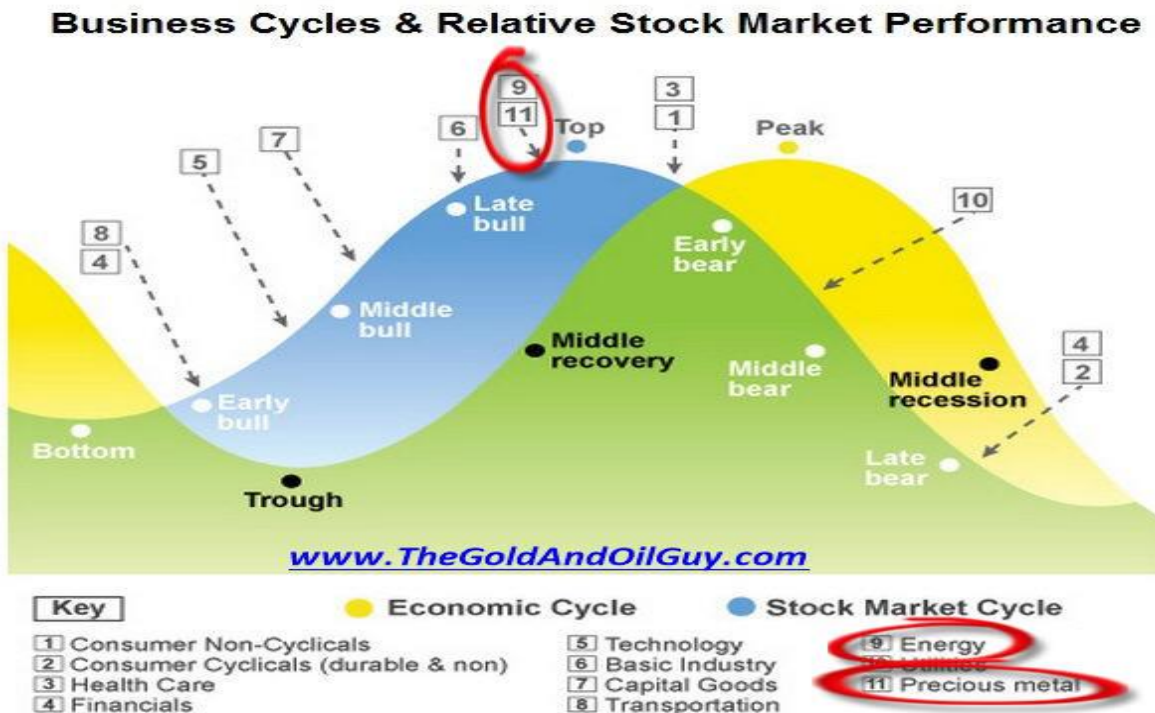 Business Cycles & Relative Stock Market Performance
9
11
3
1
6
Top
Peak
7
5
10
8
4
Late
bull
Early
bear
Middle
bull
Middle
recovery
Middle
bear
Middle
recession
4
2
Early
bull
Bottom
Late
bear
Trough
www.TheGoldAndOilGuy.com
Key
Economic Cycle
Stock Market Cycle
1 Consumer Non-Cyclicals
2 Consumer Cyclicals (durable & non)
3 Health Care
4 Financials
5 Technology
6 Basic Industry
7 Capital Goods
8 Transportation
9 Energy
10 Utilities
11 Precious metal